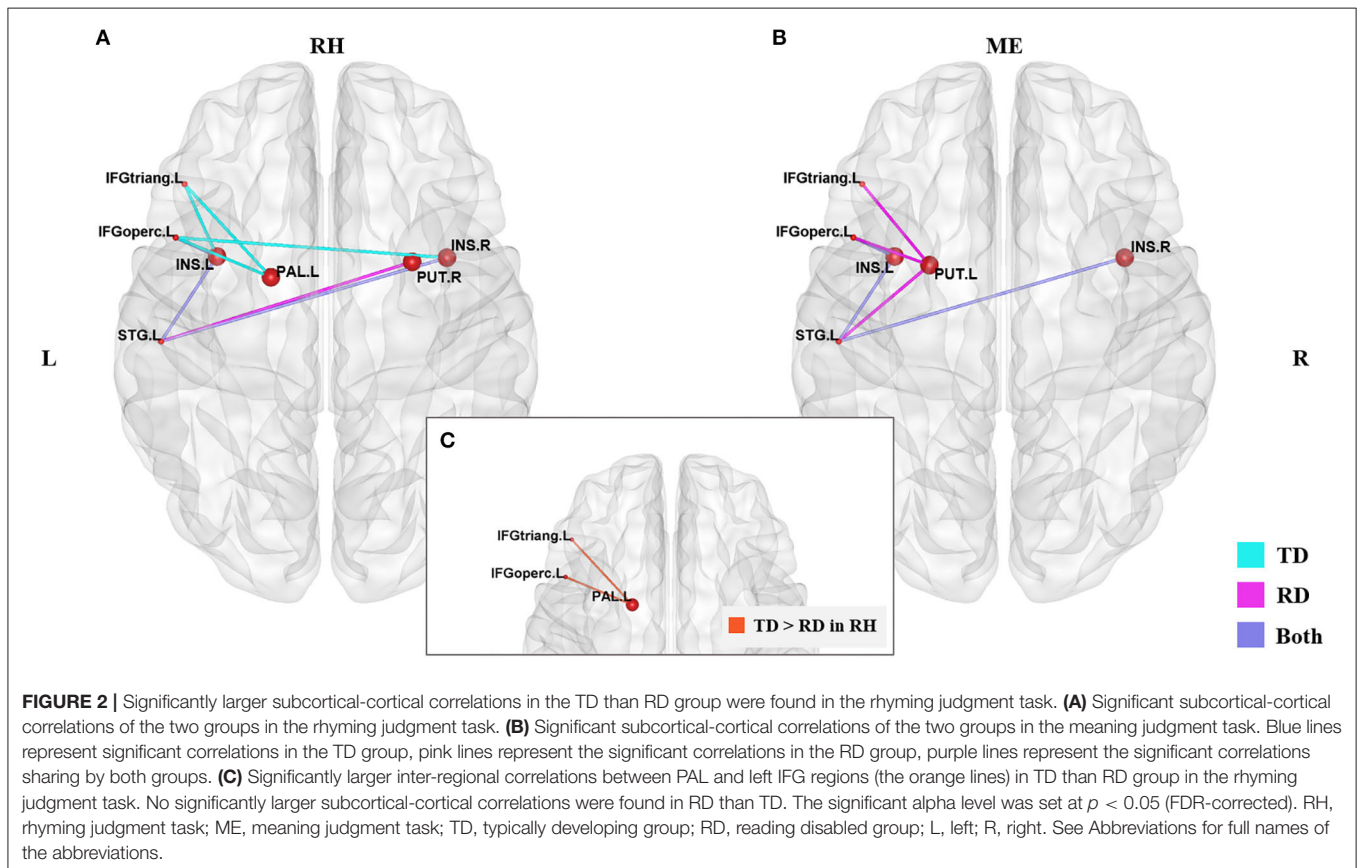 A
RH
IFGtriang.L
IFGoperc.L
INS.L
PAL.L
INS.R
PUT.R
STG.L
L
B
ME
IFGtriang.L
IFGoperc.L
INS.L
PUT.L
INS.R
STG.L
R
C
IFGtriang.L
IFGoperc.L
PAL.L
TD > RD in RH
TD
RD
Both
FIGURE 2 | Significantly larger subcortical-cortical correlations in the TD than RD group were found in the rhyming judgment task. (A) Significant subcortical-cortical
correlations of the two groups in the rhyming judgment task. (B) Significant subcortical-cortical correlations of the two groups in the meaning judgment task. Blue lines
represent significant correlations in the TD group, pink lines represent the significant correlations in the RD group, purple lines represent the significant correlations
sharing by both groups. (C) Significantly larger inter-regional correlations between PAL and left IFG regions (the orange lines) in TD than RD group in the rhyming
judgment task. No significantly larger subcortical-cortical correlations were found in RD than TD. The significant alpha level was set at p < 0.05 (FDR-corrected). RH,
rhyming judgment task; ME, meaning judgment task; TD, typically developing group; RD, reading disabled group; L, left; R, right. See Abbreviations for full names of
the abbreviations.